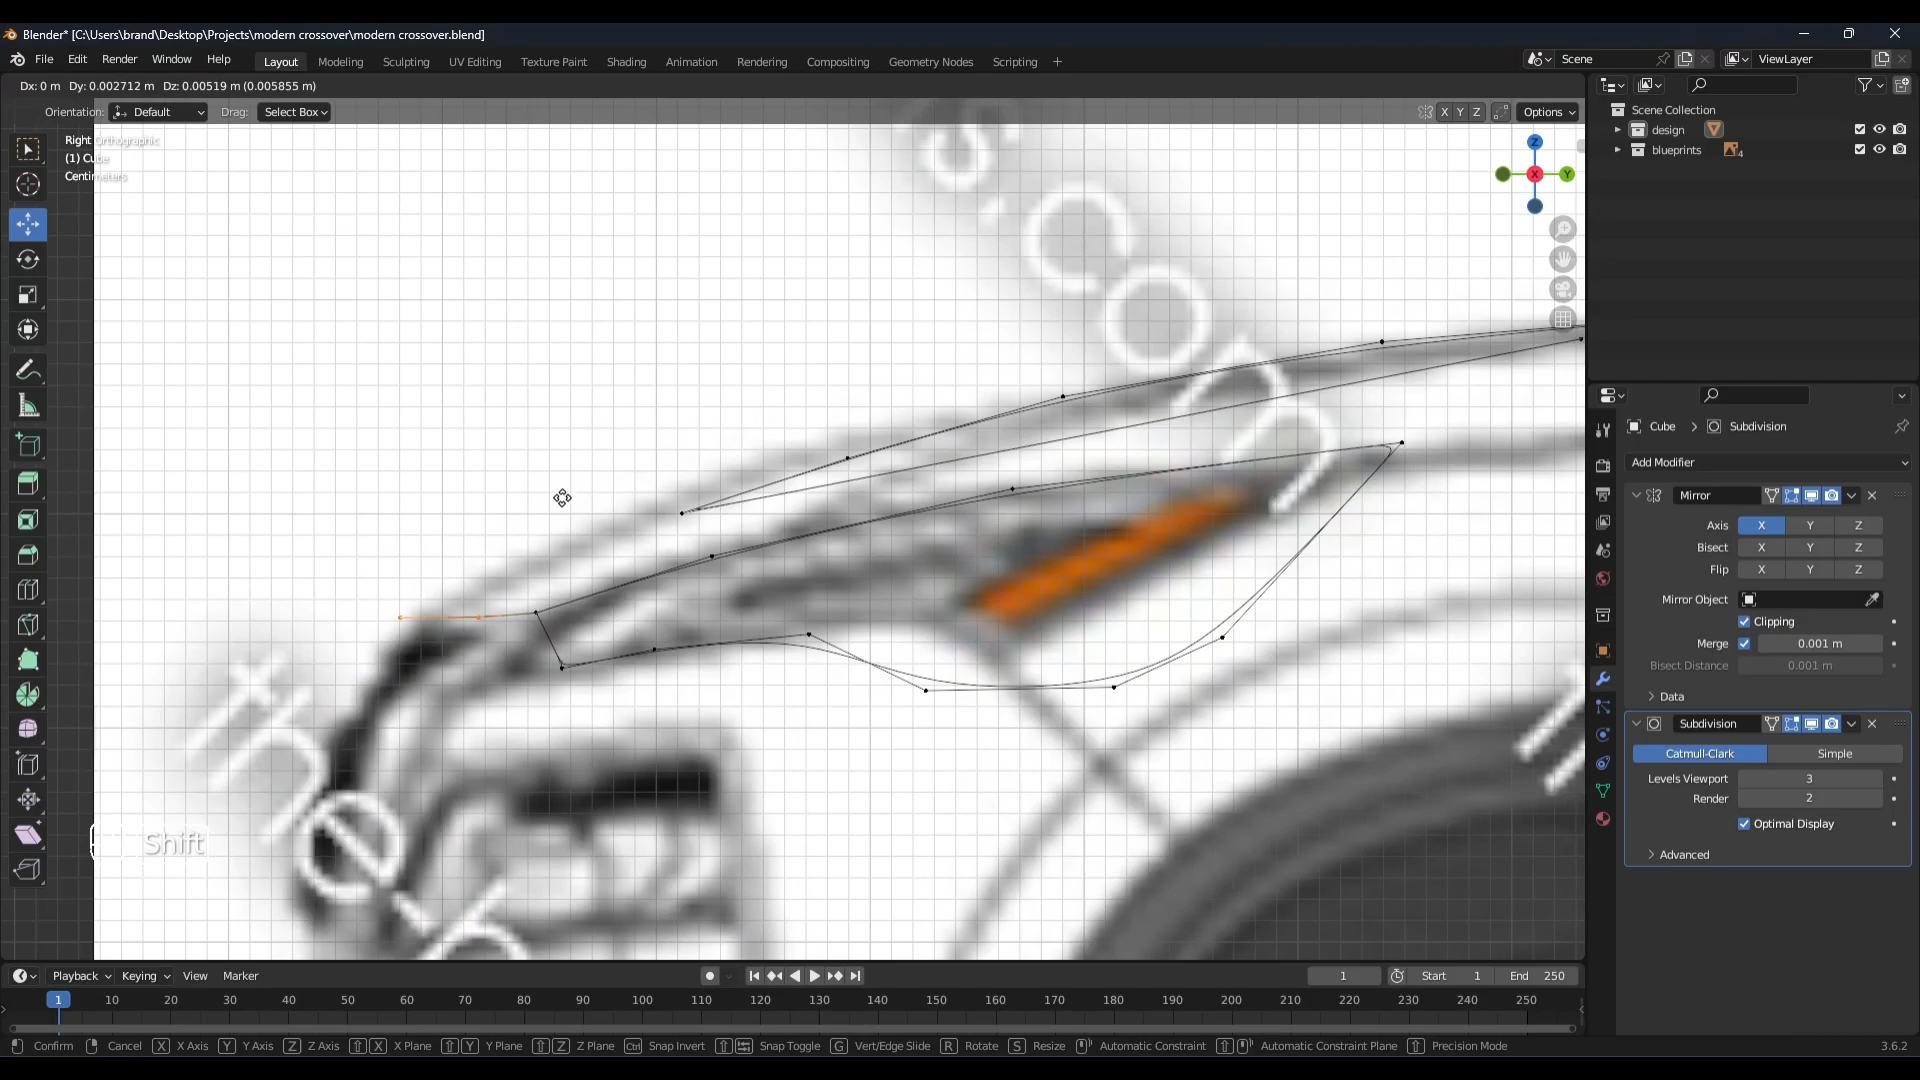 Blender* [C:\Users\brand\Desktop\Projects\modern crossover\modern crossover.blend]
File Edit Render Window Help Layout Modeling Sculpting UV Editing Texture Paint Shading Animation Rendering Compositing Geometry Nodes Scripting + Scene ViewLayer
Dx: 0 m Dy: 0.002712 m Dz: 0.00519 m (0.005855 m)
Orientation: Default Drag: Select Box X Y Z Options
Right Orthographic
(1) Cube
Centimeters
Z
X
Y
s.com
Shift
Scene Collection
design
blueprints 4
Cube > Subdivision
Add Modifier
Mirror
Axis X Y Z
Bisect X Y Z
Flip X Y Z
Mirror Object
Clipping
Merge 0.001 m
Bisect Distance 0.001 m
Data
Subdivision
Catmull-Clark Simple
Levels Viewport 3
Render 2
Optimal Display
Advanced
Playback Keying View Marker 1 Start 1 End 250
1 10 20 30 40 50 60 70 80 90 100 110 120 130 140 150 160 170 180 190 200 210 220 230 240 250
Confirm Cancel X X Axis Y Y Axis Z Z Axis X X Plane Y Y Plane Z Z Plane Ctrl Snap Invert Snap Toggle G Vert/Edge Slide R Rotate S Resize Automatic Constraint Automatic Constraint Plane Precision Mode 3.6.2